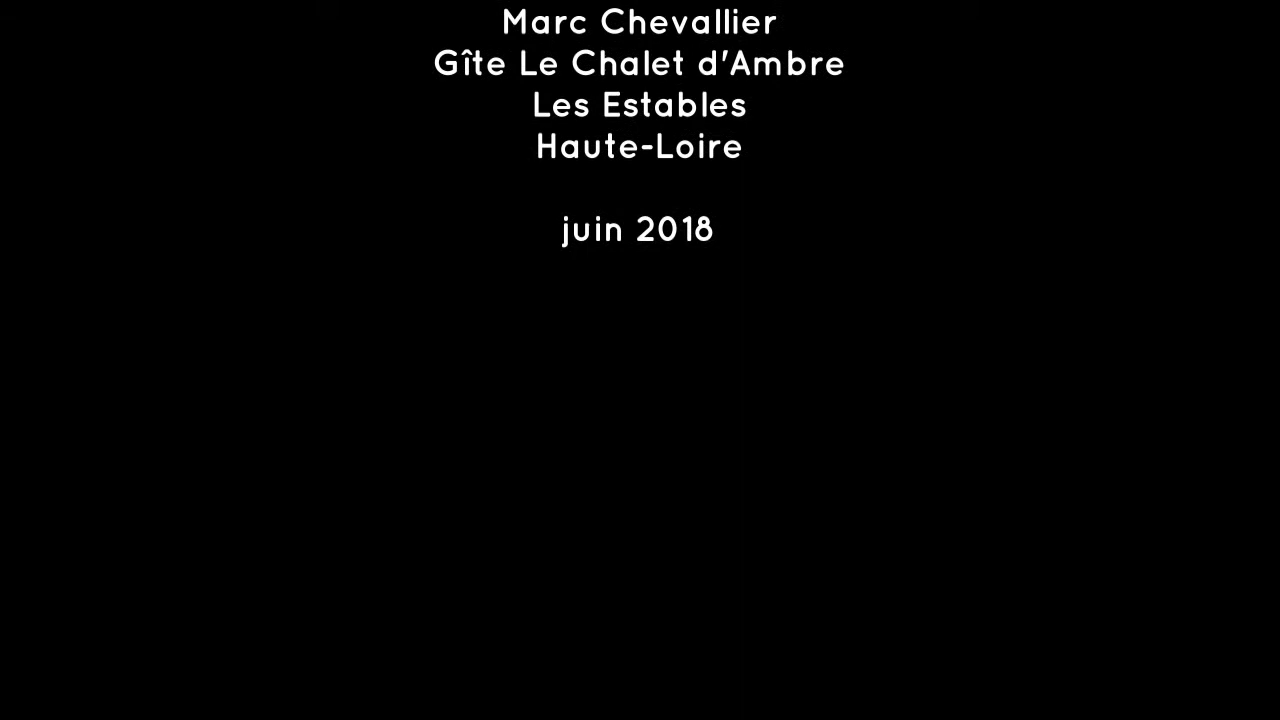 Marc Chevallier
Gîte Le Chalet d'Ambre
Les Estables
Haute-Loire
juin 2018